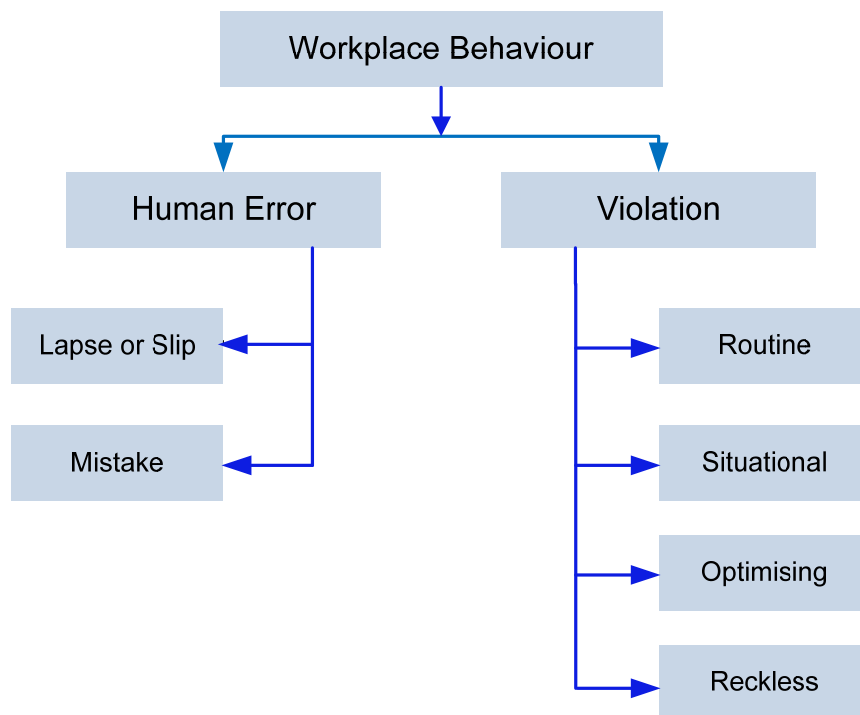 Workplace Behaviour
Human Error
Violation
Lapse or Slip
Routine
Mistake
Situational
Optimising
Reckless